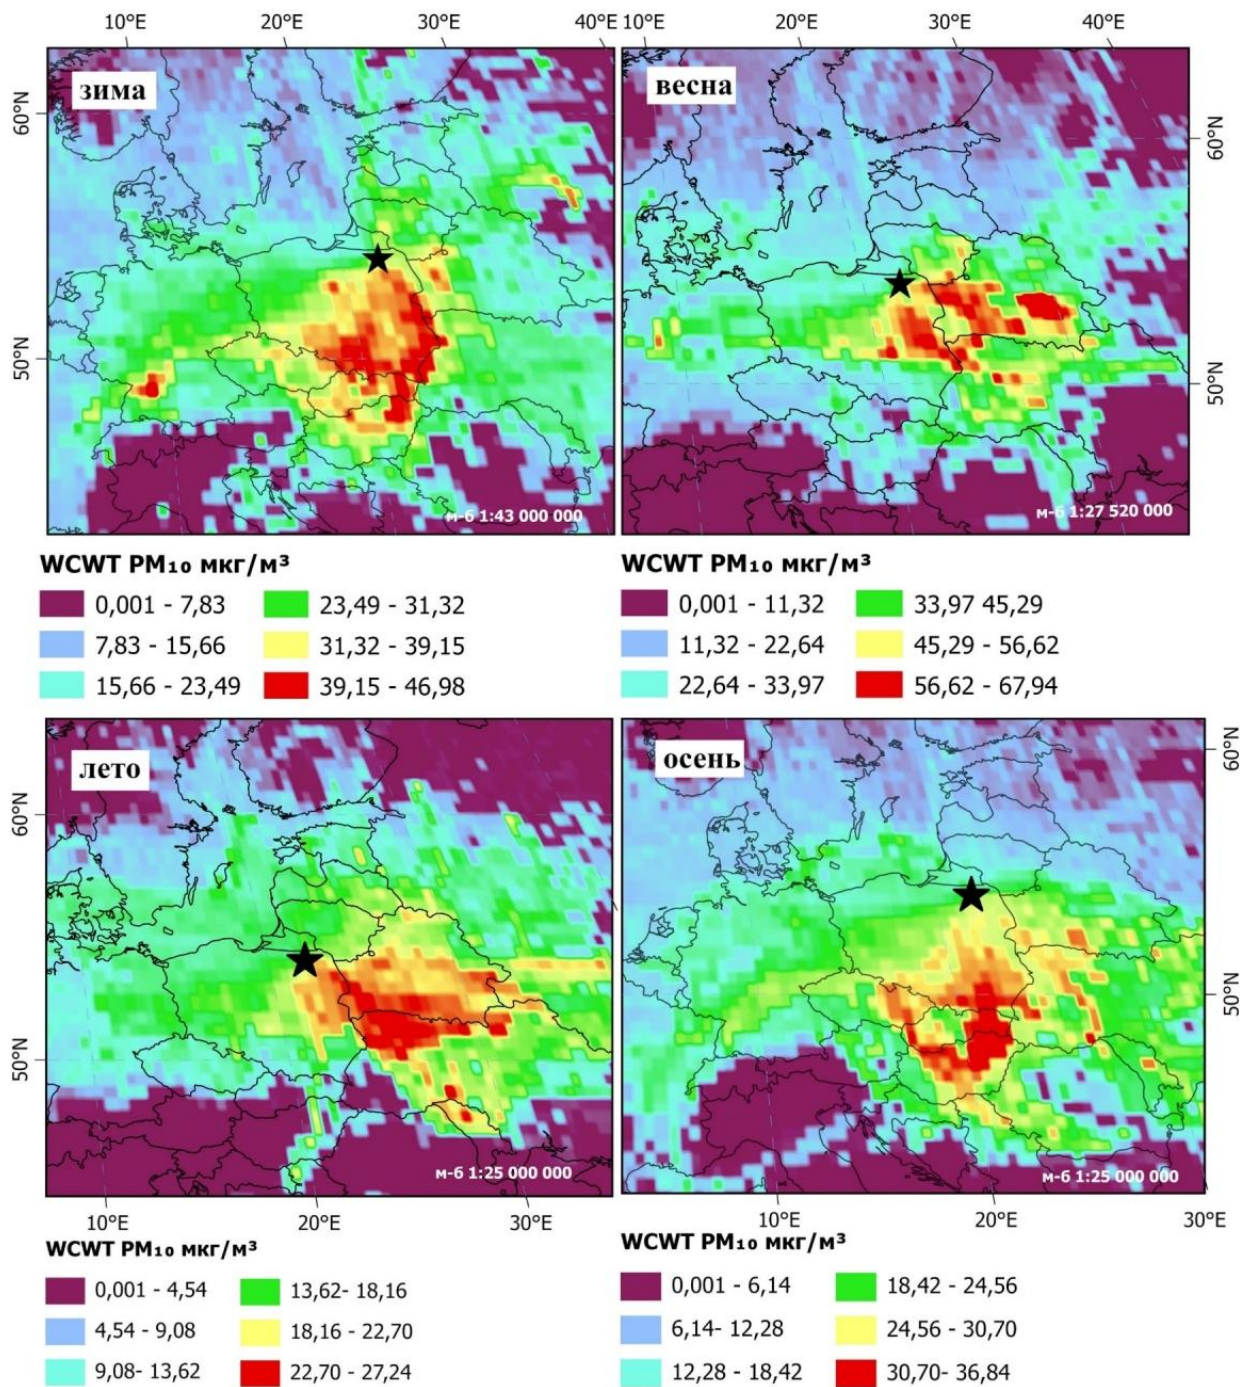 10°E 20°E 30°E 40°E
10°E 20°E 30°E 40°E
зима
весна
60°N
50°N
60°N
50°N
м-б 1:43 000 000
м-б 1:27 520 000
WCWT PM₁₀ мкг/м³
0,001 - 7,83
23,49 - 31,32
7,83 - 15,66
31,32 - 39,15
15,66 - 23,49
39,15 - 46,98
WCWT PM₁₀ мкг/м³
0,001 - 11,32
33,97 45,29
11,32 - 22,64
45,29 - 56,62
22,64 - 33,97
56,62 - 67,94
лето
осень
60°N
50°N
60°N
50°N
м-б 1:25 000 000
м-б 1:25 000 000
10°E 20°E 30°E
10°E 20°E 30°E
WCWT PM₁₀ мкг/м³
0,001 - 4,54
13,62- 18,16
4,54 - 9,08
18,16 - 22,70
9,08- 13,62
22,70 - 27,24
WCWT PM₁₀ мкг/м³
0,001 - 6,14
18,42 - 24,56
6,14- 12,28
24,56 - 30,70
12,28 - 18,42
30,70- 36,84